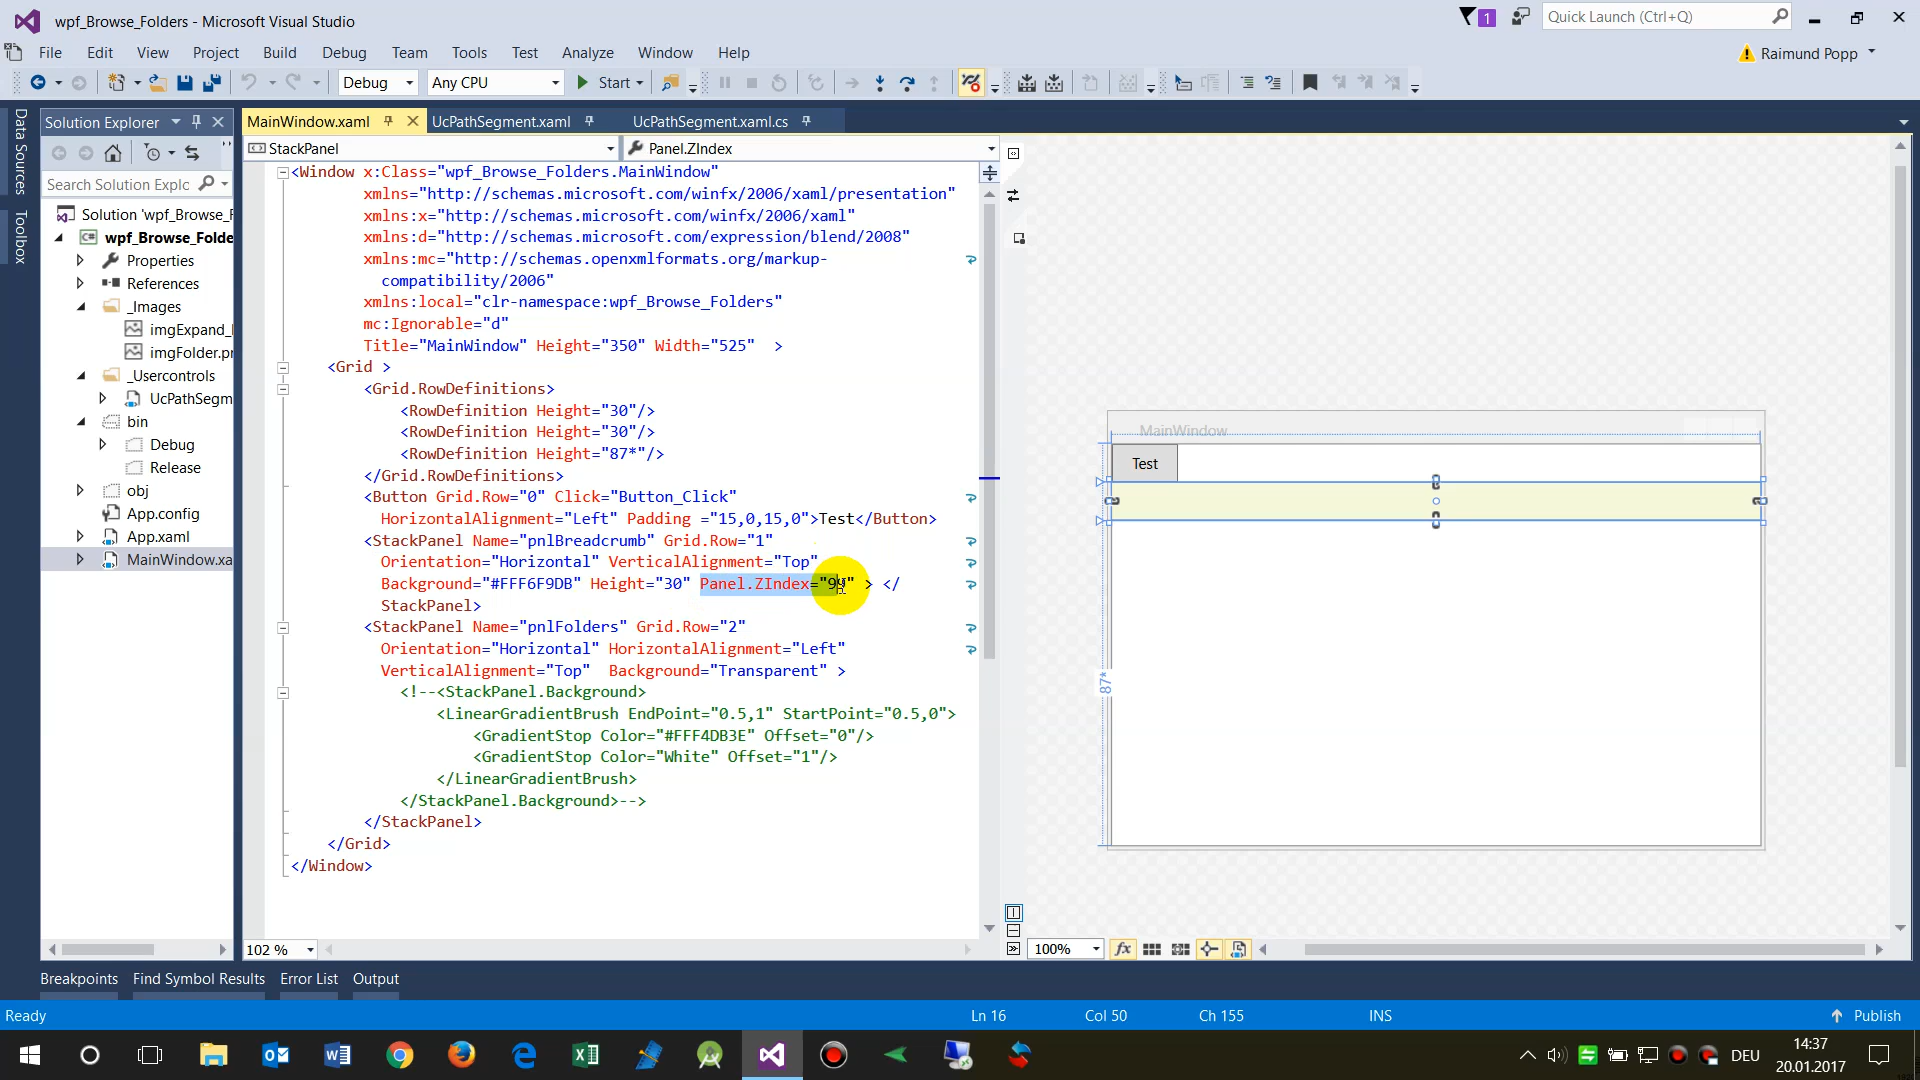 wpf_Browse_Folders - Microsoft Visual Studio
1
Quick Launch (Ctrl+Q)
File Edit View Project Build Debug Team Tools Test Analyze Window Help
Raimund Popp
Debug
Any CPU
Start
Data Sources
Toolbox
Solution Explorer
Search Solution Explo
Solution 'wpf_Browse_F
wpf_Browse_Folde
Properties
References
_Images
imgExpand_
imgFolder.pr
_Usercontrols
UcPathSegm
bin
Debug
Release
obj
App.config
App.xaml
MainWindow.xa
MainWindow.xaml
UcPathSegment.xaml
UcPathSegment.xaml.cs
StackPanel
Panel.ZIndex
<Window x:Class="wpf_Browse_Folders.MainWindow"
xmlns="http://schemas.microsoft.com/winfx/2006/xaml/presentation"
xmlns:x="http://schemas.microsoft.com/winfx/2006/xaml"
xmlns:d="http://schemas.microsoft.com/expression/blend/2008"
xmlns:mc="http://schemas.openxmlformats.org/markup-
compatibility/2006"
xmlns:local="clr-namespace:wpf_Browse_Folders"
mc:Ignorable="d"
Title="MainWindow" Height="350" Width="525"  >
<Grid >
<Grid.RowDefinitions>
<RowDefinition Height="30"/>
<RowDefinition Height="30"/>
<RowDefinition Height="87*"/>
</Grid.RowDefinitions>
<Button Grid.Row="0" Click="Button_Click"
HorizontalAlignment="Left" Padding ="15,0,15,0">Test</Button>
<StackPanel Name="pnlBreadcrumb" Grid.Row="1"
Orientation="Horizontal" VerticalAlignment="Top"
Background="#FFF6F9DB" Height="30" Panel.ZIndex="99" > </
StackPanel>
<StackPanel Name="pnlFolders" Grid.Row="2"
Orientation="Horizontal" HorizontalAlignment="Left"
VerticalAlignment="Top"  Background="Transparent" >
<!--<StackPanel.Background>
<LinearGradientBrush EndPoint="0.5,1" StartPoint="0.5,0">
<GradientStop Color="#FFF4DB3E" Offset="0"/>
<GradientStop Color="White" Offset="1"/>
</LinearGradientBrush>
</StackPanel.Background>-->
</StackPanel>
</Grid>
</Window>
102 %
MainWindow
Test
87*
100%
fx
Breakpoints Find Symbol Results Error List Output
Ready
Ln 16
Col 50
Ch 155
INS
Publish
DEU
14:37
20.01.2017